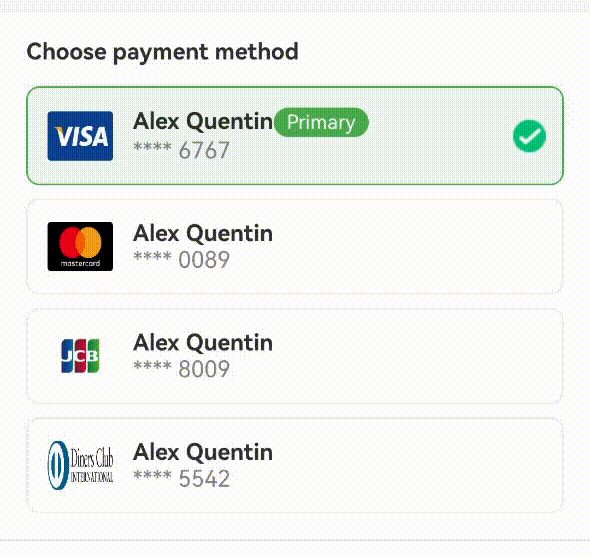 Choose payment method
VISA
Alex Quentin Primary
**** 6767
mastercard
Alex Quentin
**** 0089
JCB
Alex Quentin
**** 8009
Diners Club
INTERNATIONAL
Alex Quentin
**** 5542